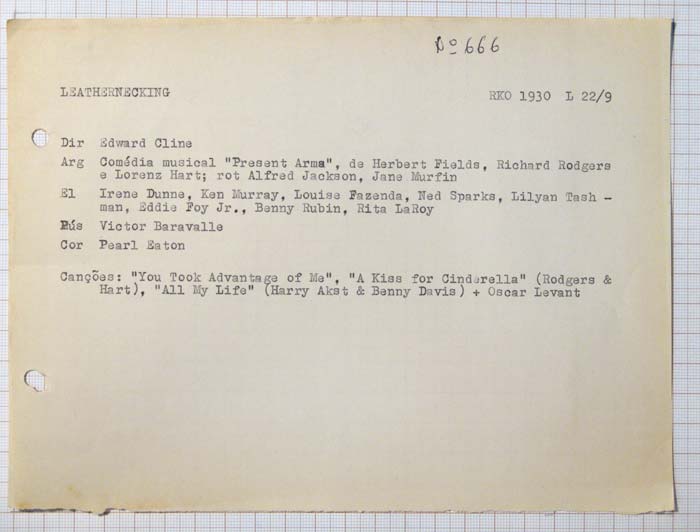 Nº 666
LEATHERNECKING RKO 1930 L 22/9
Dir Edward Cline
Arg Comédia musical "Present Arms", de Herbert Fields, Richard Rodgers
e Lorenz Hart; rot Alfred Jackson, Jane Murfin
El Irene Dunne, Ken Murray, Louise Fazenda, Ned Sparks, Lilyan Tash -
man, Eddie Foy Jr., Benny Rubin, Rita LaRoy
Mús Victor Baravalle
Cor Pearl Eaton
Canções: "You Took Advantage of Me", "A Kiss for Cinderella" (Rodgers &
Hart), "All My Life" (Harry Akst & Benny Davis) + Oscar Levant